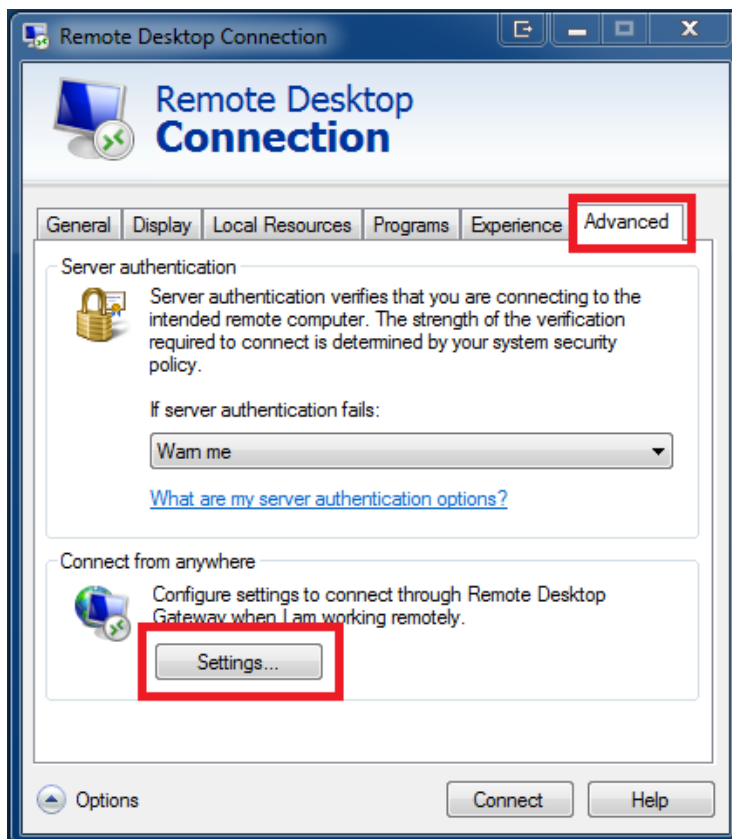 Remote Desktop Connection
Remote Desktop
Connection
General Display Local Resources Programs Experience Advanced
Server authentication
Server authentication verifies that you are connecting to the
intended remote computer. The strength of the verification
required to connect is determined by your system security
policy.
If server authentication fails:
Warn me
What are my server authentication options?
Connect from anywhere
Configure settings to connect through Remote Desktop
Gateway when I am working remotely.
Settings...
Options Connect Help